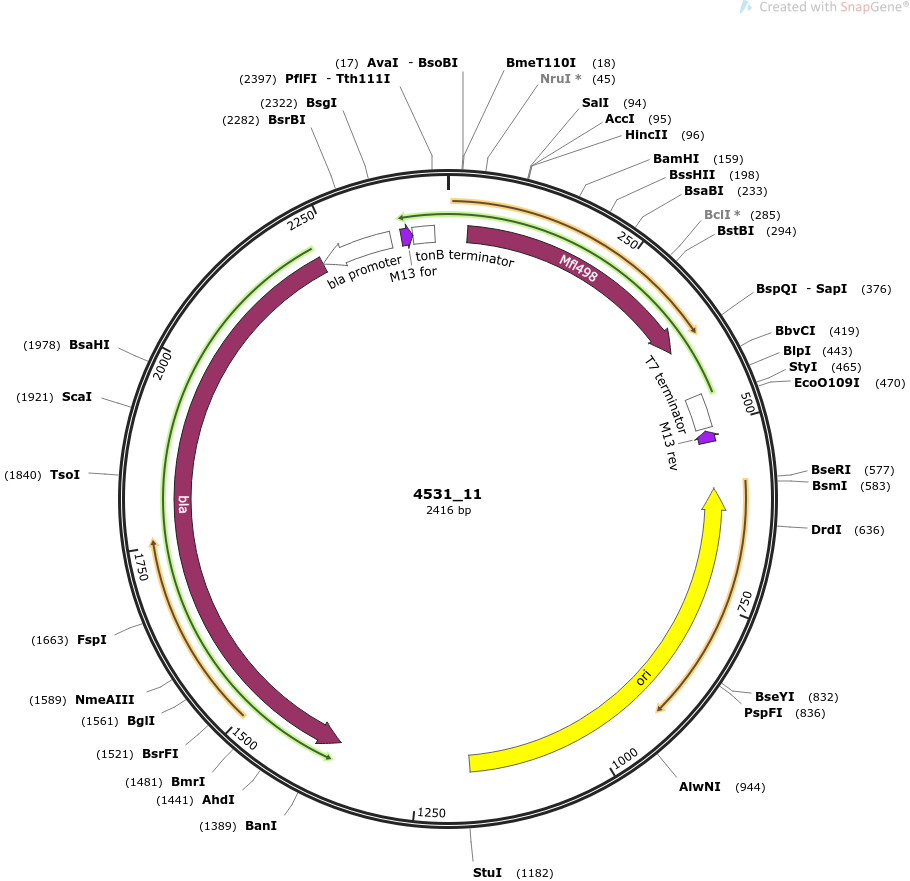 Created with SnapGene®
(17) AvaI - BsoBI
BmeT110I (18)
(2397) PflFI - Tth111I
NruI * (45)
(2322) BsgI
SalI (94)
(2282) BsrBI
AccI (95)
HincII (96)
BamHI (159)
BssHII (198)
BsaBI (233)
BclI * (285)
BstBI (294)
2250
250
bla promoter
M13 for
tonB terminator
Mfl498
BspQI - SapI (376)
BbvCI (419)
BlpI (443)
StyI (465)
EcoO109I (470)
(1978) BsaHI
2000
(1921) ScaI
T7 terminator
500
M13 rev
(1840) TsoI
BseRI (577)
BsmI (583)
4531_11
2416 bp
bla
DrdI (636)
1750
750
(1663) FspI
ori
(1589) NmeAIII
BseYI (832)
(1561) BglI
PspFI (836)
1500
(1521) BsrFI
1000
(1481) BmrI
AlwNI (944)
(1441) AhdI
1250
(1389) BanI
StuI (1182)